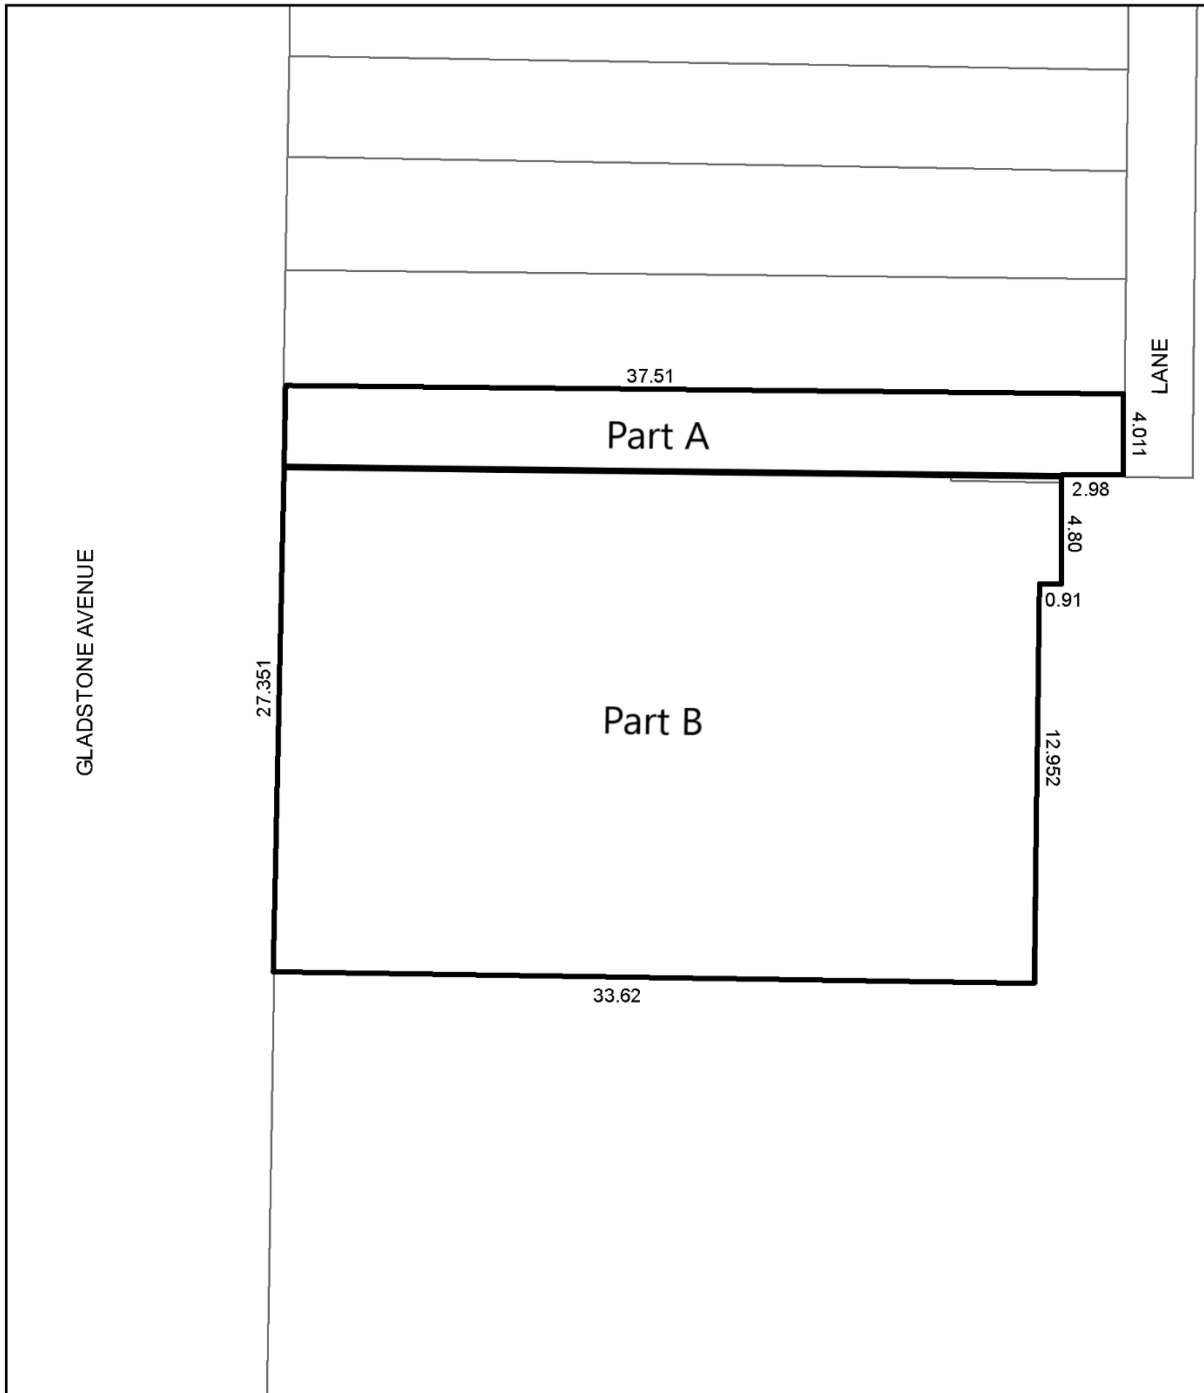 37.51
LANE
Part A
4.011
2.98
4.80
0.91
GLADSTONE AVENUE
27.351
Part B
12.952
33.62